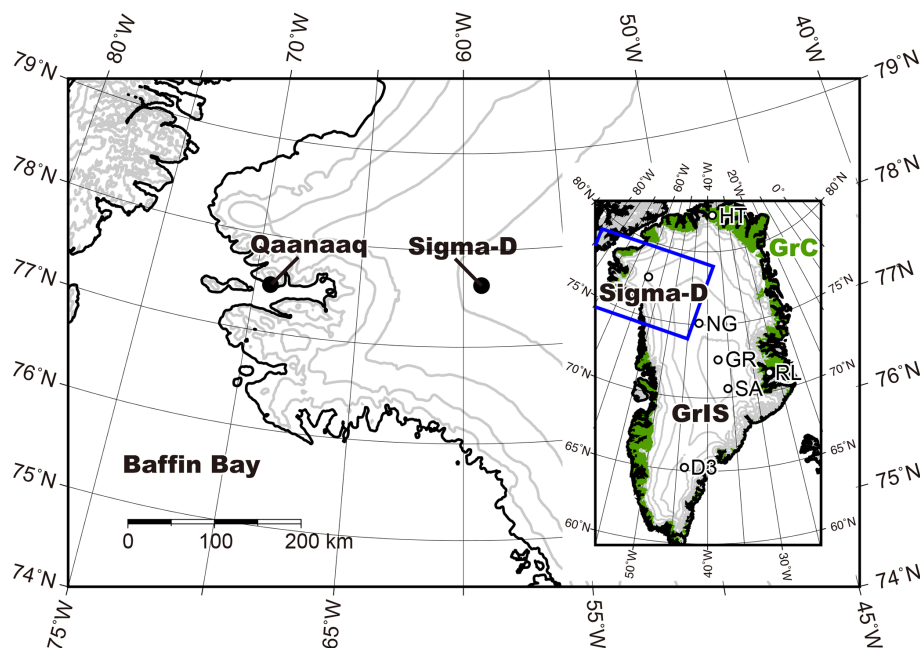 80°W
70°W
60°W
50°W
40°W
79°N
79°N
78°N
78°N
77°N
77°N
76°N
76°N
75°N
75°N
74°N
74°N
75°W
65°W
55°W
45°W
Qaanaaq
Sigma-D
Baffin Bay
0
100
200 km
80°N
80°W
60°W
40°W
20°W
0°
80°N
75°N
75°N
70°N
70°N
65°N
65°N
60°N
60°N
50°W
40°W
30°W
HT
GrC
Sigma-D
NG
GR
RL
SA
GrIS
D3